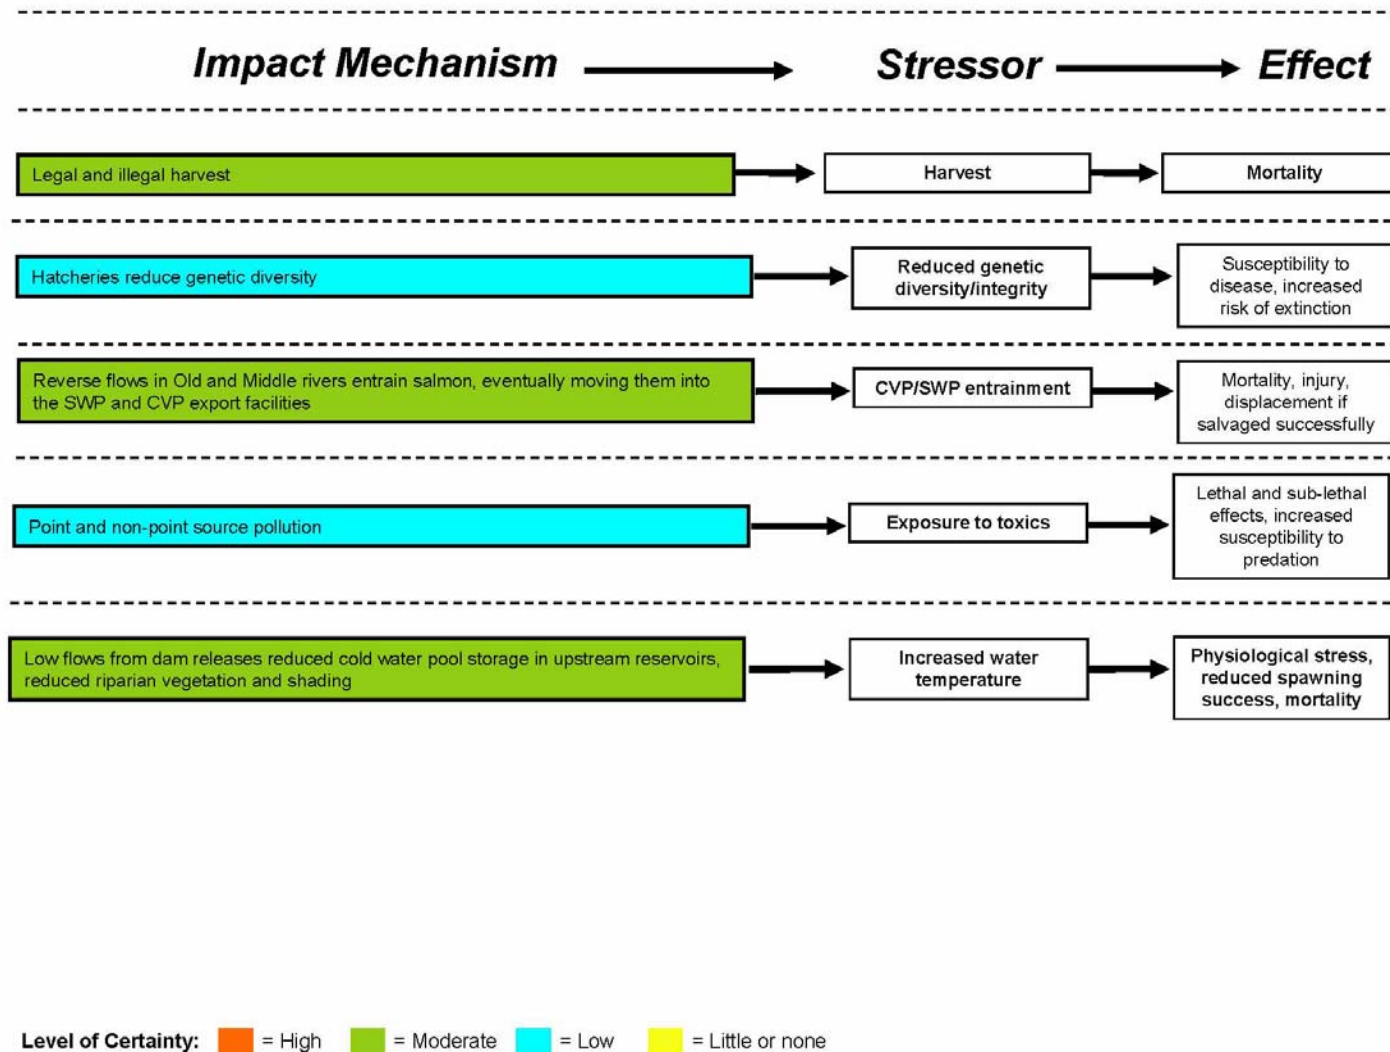 Impact Mechanism Stressor Effect
Legal and illegal harvest
Harvest
Mortality
Hatcheries reduce genetic diversity
Reduced genetic
diversity/integrity
Susceptibility to
disease, increased
risk of extinction
Reverse flows in Old and Middle rivers entrain salmon, eventually moving them into
the SWP and CVP export facilities
CVP/SWP entrainment
Mortality, injury,
displacement if
salvaged successfully
Point and non-point source pollution
Exposure to toxics
Lethal and sub-lethal
effects, increased
susceptibility to
predation
Low flows from dam releases reduced cold water pool storage in upstream reservoirs,
reduced riparian vegetation and shading
Increased water
temperature
Physiological stress,
reduced spawning
success, mortality
Level of Certainty: = High = Moderate = Low = Little or none